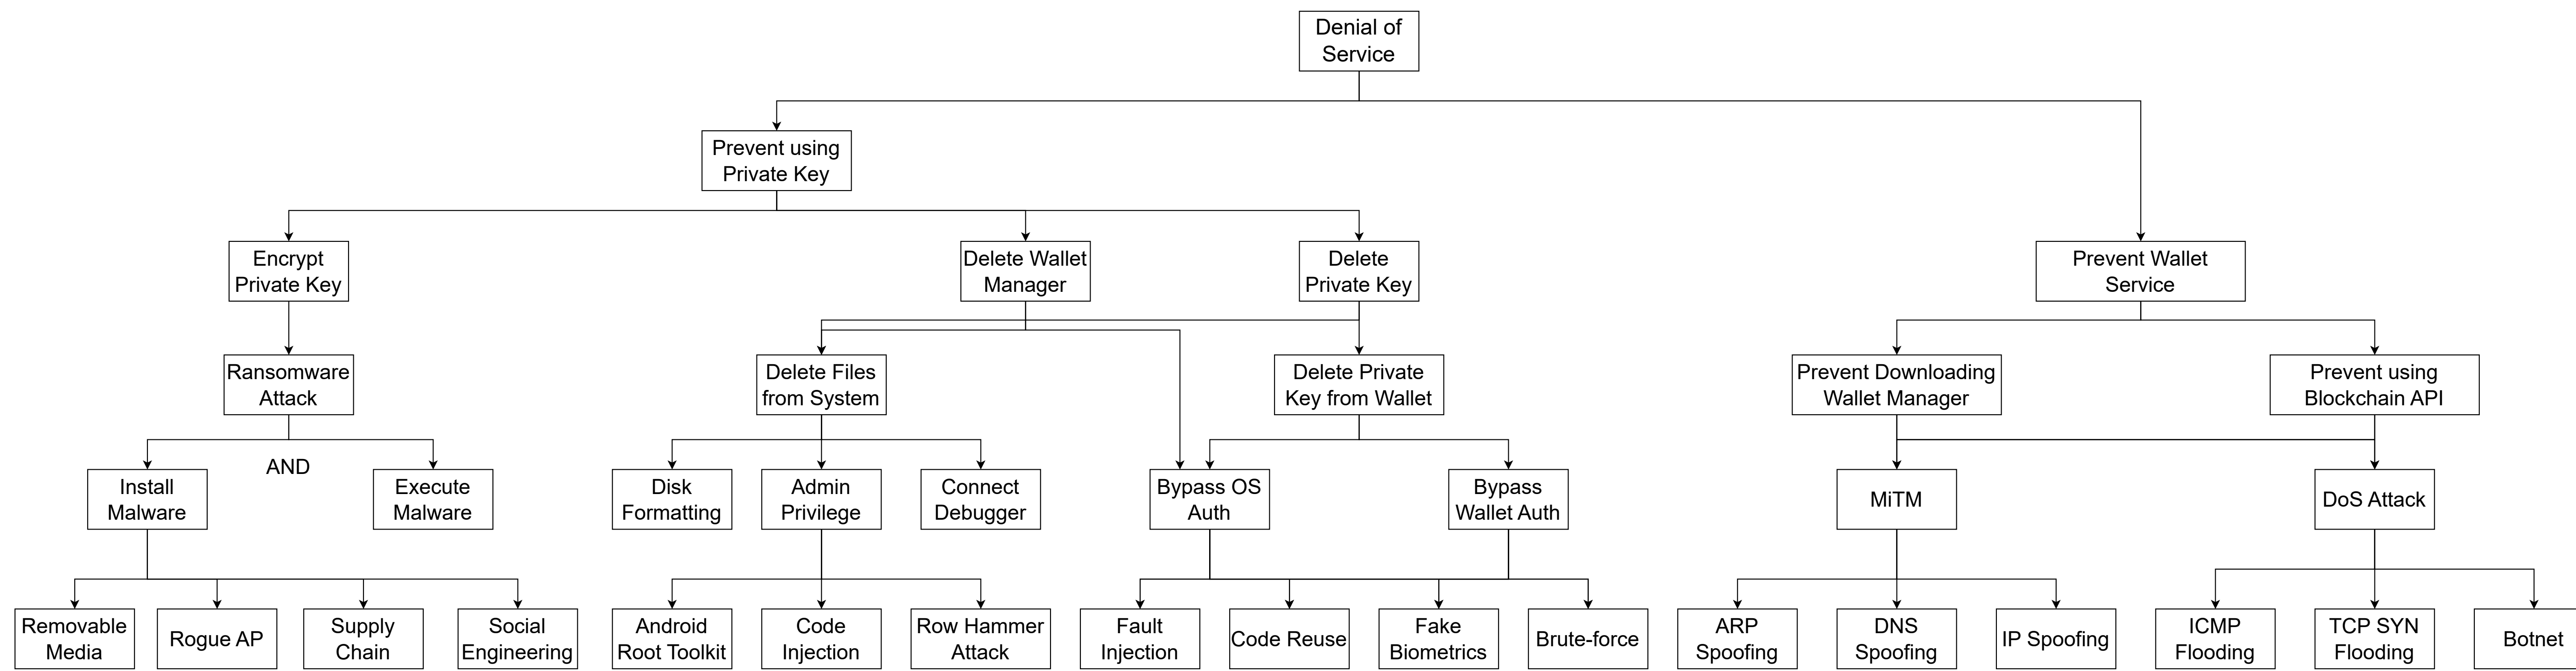 Denial of
Service
Prevent using
Private Key
Encrypt
Private Key
Delete Wallet
Manager
Delete
Private Key
Prevent Wallet
Service
Ransomware
Attack
Delete Files
from System
Delete Private
Key from Wallet
Prevent Downloading
Wallet Manager
Prevent using
Blockchain API
Install
Malware
AND
Execute
Malware
Disk
Formatting
Admin
Privilege
Connect
Debugger
Bypass OS
Auth
Bypass
Wallet Auth
MiTM
DoS Attack
Removable
Media
Rogue AP
Supply
Chain
Social
Engineering
Android
Root Toolkit
Code
Injection
Row Hammer
Attack
Fault
Injection
Code Reuse
Fake
Biometrics
Brute-force
ARP
Spoofing
DNS
Spoofing
IP Spoofing
ICMP
Flooding
TCP SYN
Flooding
Botnet